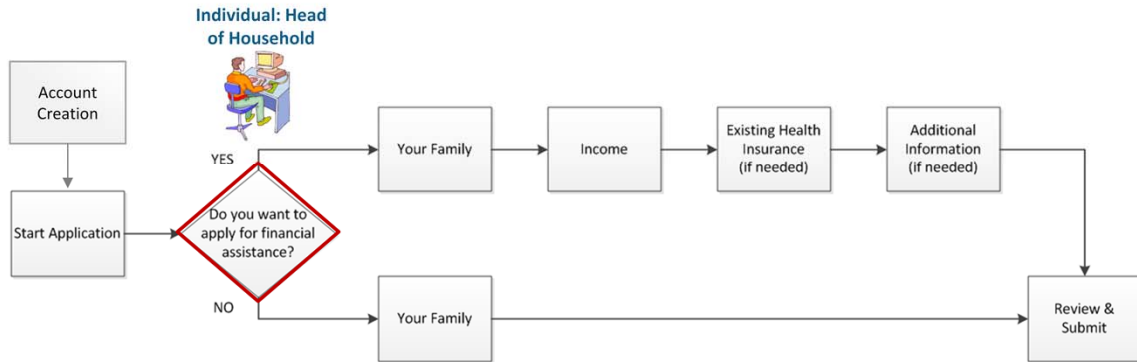 Individual: Head
of Household
Account
Creation
Start Application
Do you want to
apply for financial
assistance?
YES
Your Family
Income
Existing Health
Insurance
(if needed)
Additional
Information
(if needed)
NO
Your Family
Review &
Submit